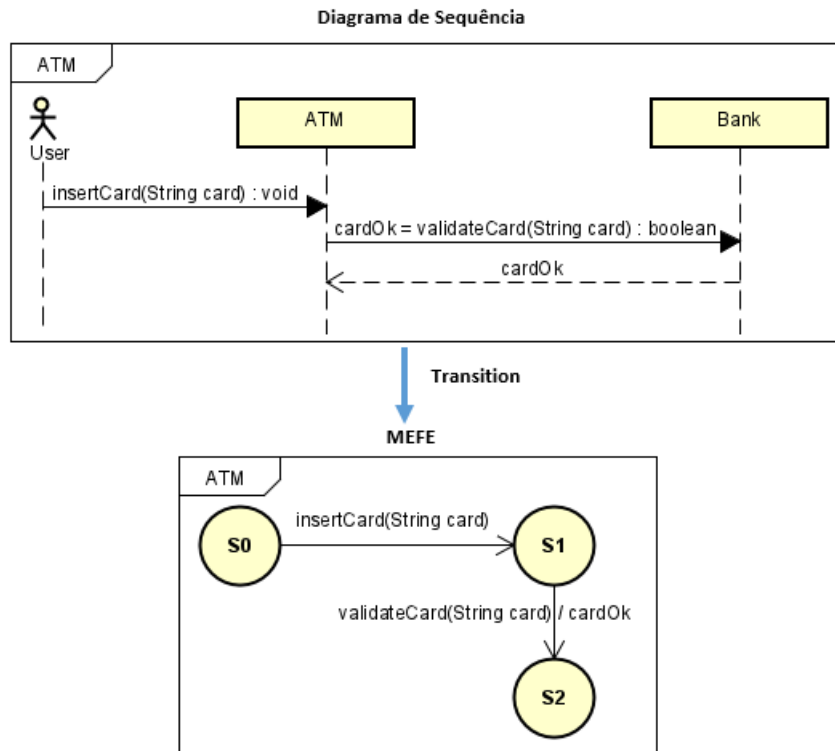 Diagrama de Sequência
ATM
User
ATM
Bank
insertCard(String card) : void
cardOk = validateCard(String card) : boolean
cardOk
Transition
MEFE
ATM
S0
insertCard(String card)
S1
validateCard(String card) / cardOk
S2